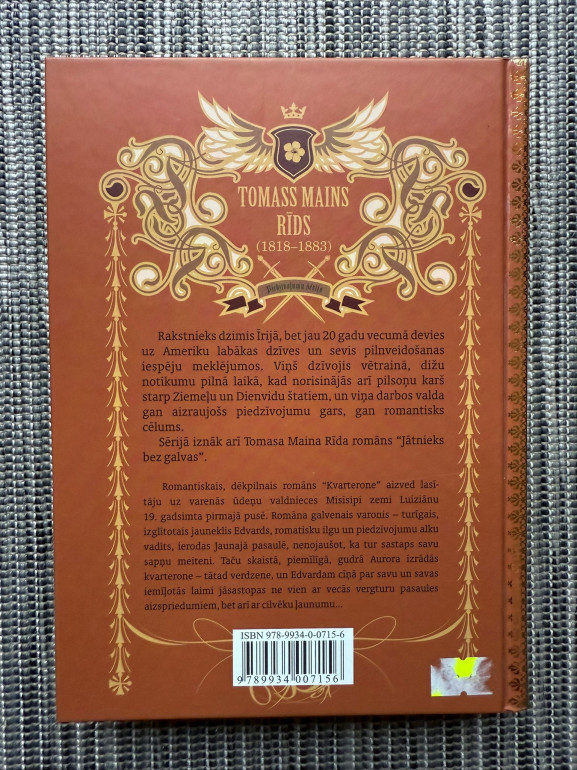 TOMASS MAINS
RĪDS
(1818–1883)
Rakstnieks dzimis Īrijā, bet jau 20 gadu vecumā devies
uz Ameriku labākas dzīves un sevis pilnveidošanas
iespēju meklējumos. Viņš dzīvojis vētrainā, dižu
notikumu pilnā laikā, kad norisinājās arī pilsoņu karš
starp Ziemeļu un Dienvidu štatiem, un viņa darbos valda
gan aizraujošs piedzīvojumu gars, gan romantisks
cēlums.
Sērijā iznāk arī Tomasa Maina Rīda romāns “Jātnieks
bez galvas”.
Romantiskais, dēkpilnais romāns “Kvarterone” aizved lasī-
tāju uz varenās ūdeņu valdnieces Misisipi zemi Luiziānu
19. gadsimta pirmajā pusē. Romāna galvenais varonis – turīgais,
izglītotais jauneklis Edvards, romatisku ilgu un piedzīvojumu alku
vadīts, ierodas Jaunajā pasaulē, nenojaušot, ka tur sastaps savu
sapņu meiteni. Taču skaistā, piemīlīgā, gudrā Aurora izrādās
kvarterone – tātad verdzene, un Edvardam cīņā par savu un savas
iemīļotās laimi jāsastopas ne vien ar vecās vergturu pasaules
aizspriedumiem, bet arī ar cilvēku ļaunumu...
ISBN 978-9934-0-0715-6
9 789934 007156